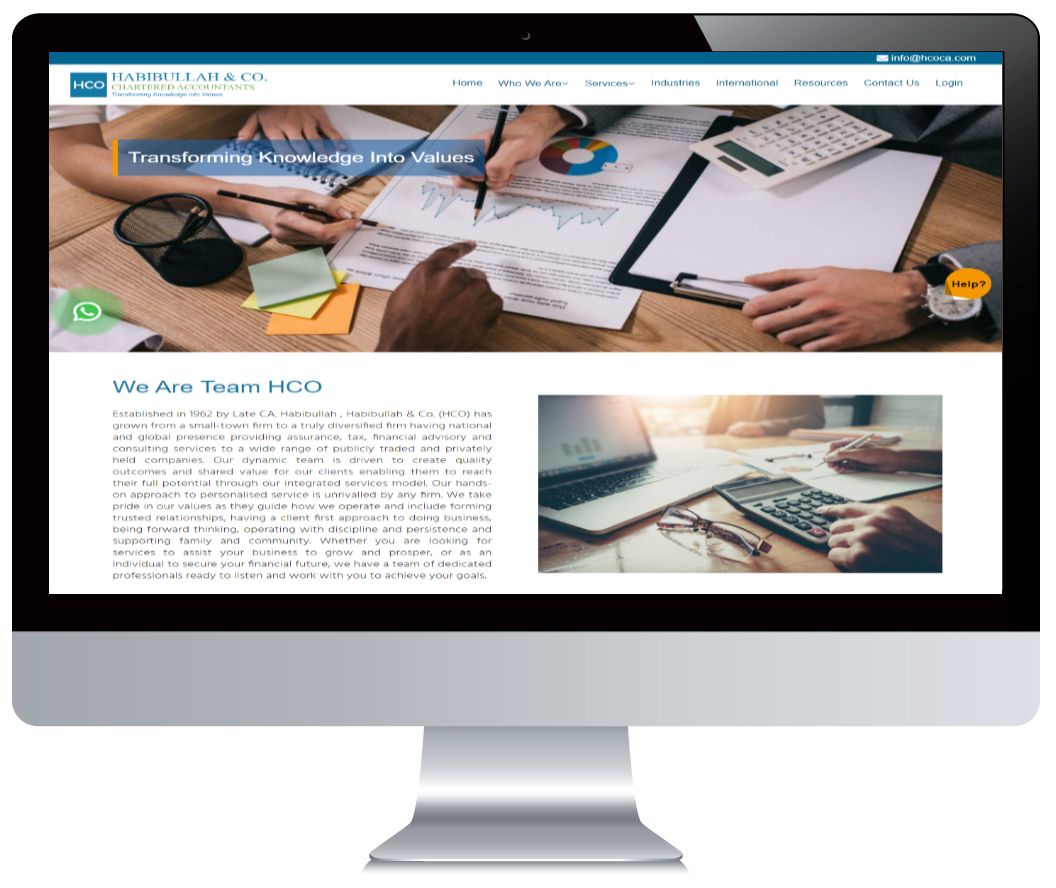 info@hcoca.com
HCO
HABIBULLAH & CO.
CHARTERED ACCOUNTANTS
Transforming Knowledge Into Values
Home Who We Are Services Industries International Resources Contact Us Login
Transforming Knowledge Into Values
Help?
We Are Team HCO
Established in 1962 by Late CA. Habibullah , Habibullah & Co. (HCO) has
grown from a small-town firm to a truly diversified firm having national
and global presence providing assurance, tax, financial advisory and
consulting services to a wide range of publicly traded and privately
held companies. Our dynamic team is driven to create quality
outcomes and shared value for our clients enabling them to reach
their full potential through our integrated services model. Our hands-
on approach to personalised service is unrivalled by any firm. We take
pride in our values as they guide how we operate and include forming
trusted relationships, having a client first approach to doing business,
being forward thinking, operating with discipline and persistence and
supporting family and community. Whether you are looking for
services to assist your business to grow and prosper, or as an
individual to secure your financial future, we have a team of dedicated
professionals ready to listen and work with you to achieve your goals.